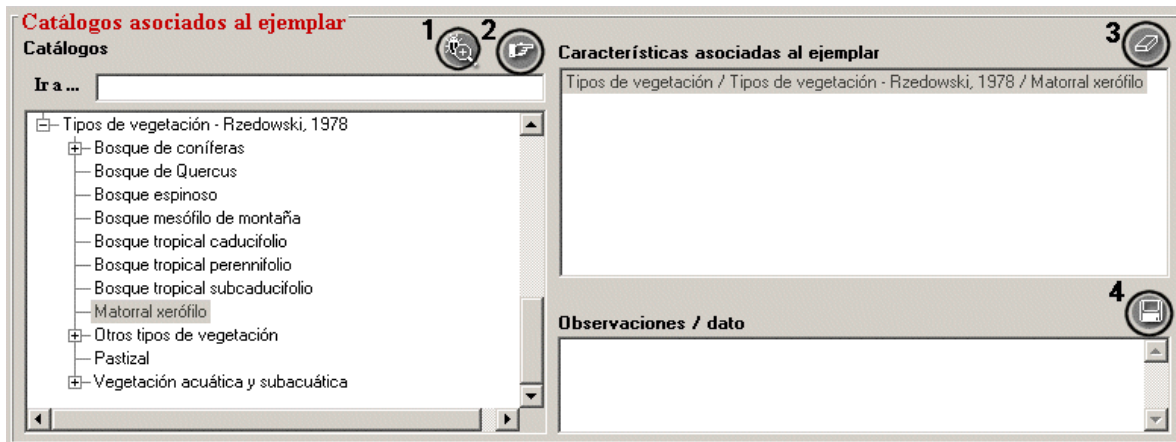 Catálogos asociados al ejemplar
Catálogos
1
2
Ir a ...
Tipos de vegetación - Rzedowski, 1978
Bosque de coníferas
Bosque de Quercus
Bosque espinoso
Bosque mesófilo de montaña
Bosque tropical caducifolio
Bosque tropical perennifolio
Bosque tropical subcaducifolio
Matorral xerófilo
Otros tipos de vegetación
Pastizal
Vegetación acuática y subacuática
Características asociadas al ejemplar
3
Tipos de vegetación / Tipos de vegetación - Rzedowski, 1978 / Matorral xerófilo
4
Observaciones / dato